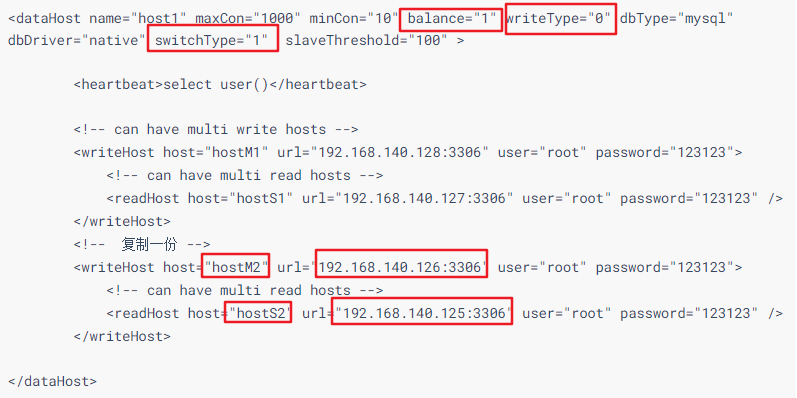 <dataHost name="host1" maxCon="1000" minCon="10" balance="1" writeType="0" dbType="mysql"
dbDriver="native" switchType="1" slaveThreshold="100" >
<heartbeat>select user()</heartbeat>
<!-- can have multi write hosts -->
<writeHost host="hostM1" url="192.168.140.128:3306" user="root" password="123123">
<!-- can have multi read hosts -->
<readHost host="hostS1" url="192.168.140.127:3306" user="root" password="123123" />
</writeHost>
<!-- 复制一份 -->
<writeHost host="hostM2" url="192.168.140.126:3306" user="root" password="123123">
<!-- can have multi read hosts -->
<readHost host="hostS2" url="192.168.140.125:3306" user="root" password="123123" />
</writeHost>
</dataHost>